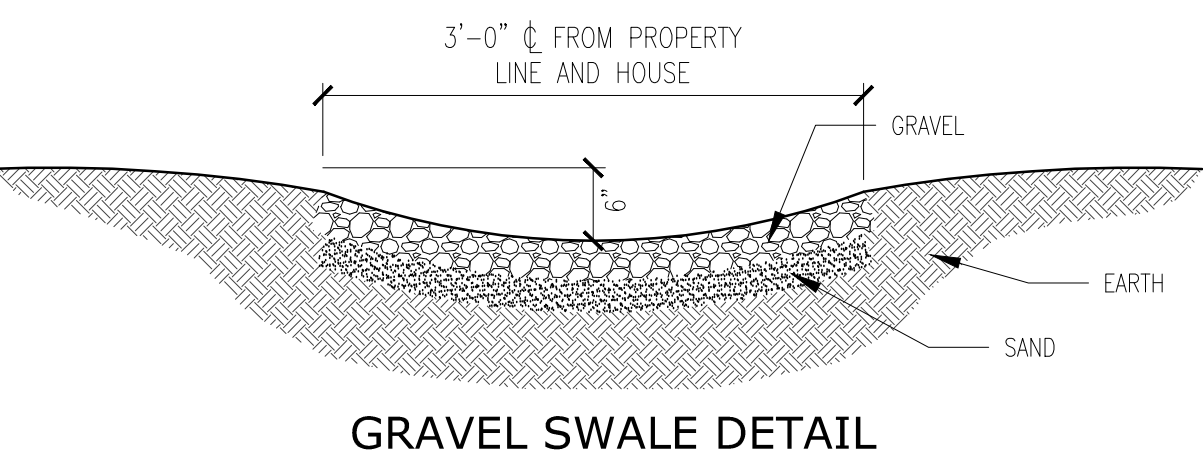 3'-0" ℄ FROM PROPERTY
LINE AND HOUSE
GRAVEL
6"
EARTH
SAND
GRAVEL SWALE DETAIL